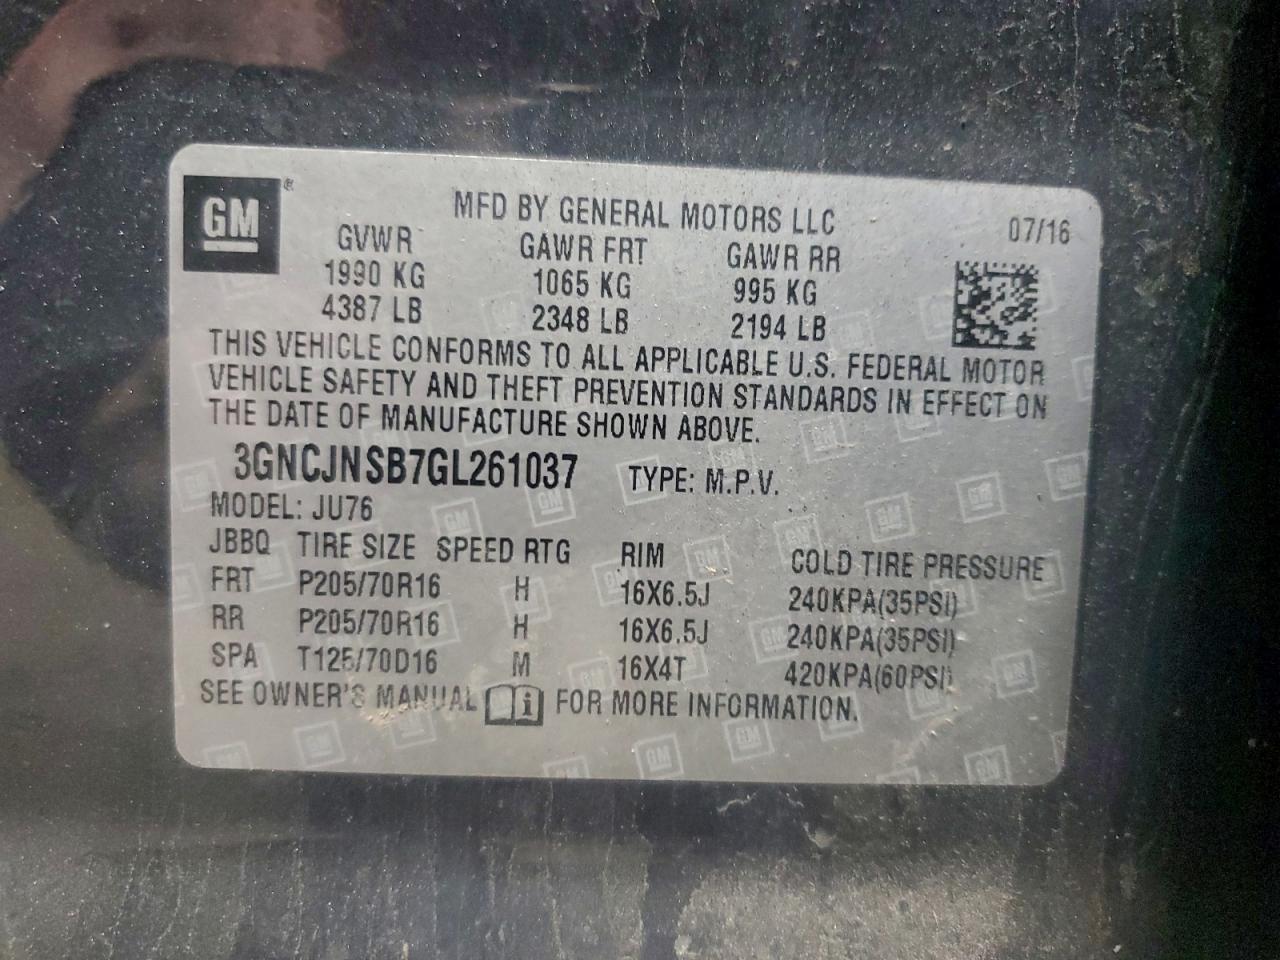 GM®
MFD BY GENERAL MOTORS LLC 07/16
GVWR GAWR FRT GAWR RR
1990 KG 1065 KG 995 KG
4387 LB 2348 LB 2194 LB
THIS VEHICLE CONFORMS TO ALL APPLICABLE U.S. FEDERAL MOTOR
VEHICLE SAFETY AND THEFT PREVENTION STANDARDS IN EFFECT ON
THE DATE OF MANUFACTURE SHOWN ABOVE.
3GNCJNSB7GL261037 TYPE: M.P.V.
MODEL: JU76
JBBQ TIRE SIZE SPEED RTG RIM COLD TIRE PRESSURE
FRT P205/70R16 H 16X6.5J 240KPA(35PSI)
RR P205/70R16 H 16X6.5J 240KPA(35PSI)
SPA T125/70D16 M 16X4T 420KPA(60PSI)
SEE OWNER'S MANUAL i FOR MORE INFORMATION.